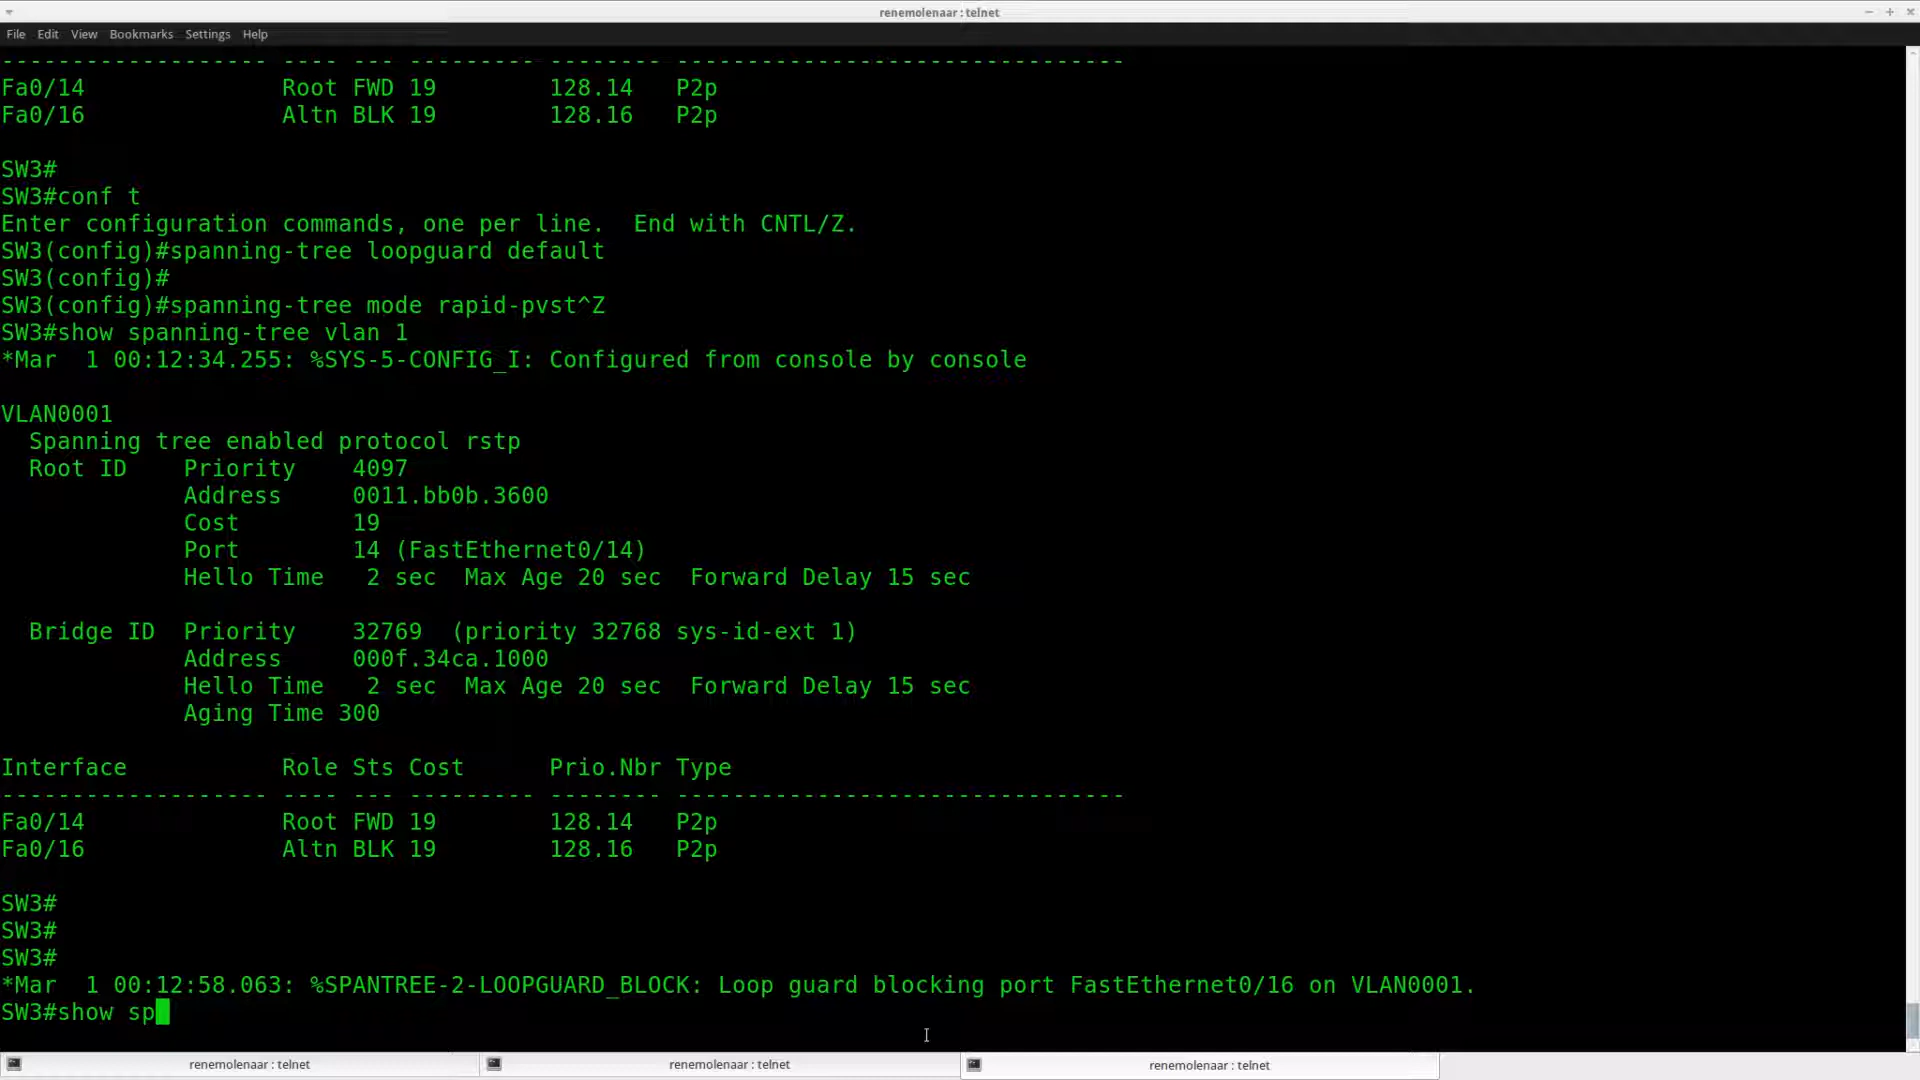 renemolenaar : telnet
File Edit View Bookmarks Settings Help
------------------- ---- --- --------- -------- --------------------------------
Fa0/14              Root FWD 19        128.14   P2p
Fa0/16              Altn BLK 19        128.16   P2p
SW3#
SW3#conf t
Enter configuration commands, one per line.  End with CNTL/Z.
SW3(config)#spanning-tree loopguard default
SW3(config)#
SW3(config)#spanning-tree mode rapid-pvst^Z
SW3#show spanning-tree vlan 1
*Mar  1 00:12:34.255: %SYS-5-CONFIG_I: Configured from console by console
VLAN0001
  Spanning tree enabled protocol rstp
  Root ID    Priority    4097
             Address     0011.bb0b.3600
             Cost        19
             Port        14 (FastEthernet0/14)
             Hello Time   2 sec  Max Age 20 sec  Forward Delay 15 sec
  Bridge ID  Priority    32769  (priority 32768 sys-id-ext 1)
             Address     000f.34ca.1000
             Hello Time   2 sec  Max Age 20 sec  Forward Delay 15 sec
             Aging Time 300
Interface           Role Sts Cost      Prio.Nbr Type
------------------- ---- --- --------- -------- --------------------------------
Fa0/14              Root FWD 19        128.14   P2p
Fa0/16              Altn BLK 19        128.16   P2p
SW3#
SW3#
SW3#
*Mar  1 00:12:58.063: %SPANTREE-2-LOOPGUARD_BLOCK: Loop guard blocking port FastEthernet0/16 on VLAN0001.
SW3#show sp
renemolenaar : telnet renemolenaar : telnet renemolenaar : telnet